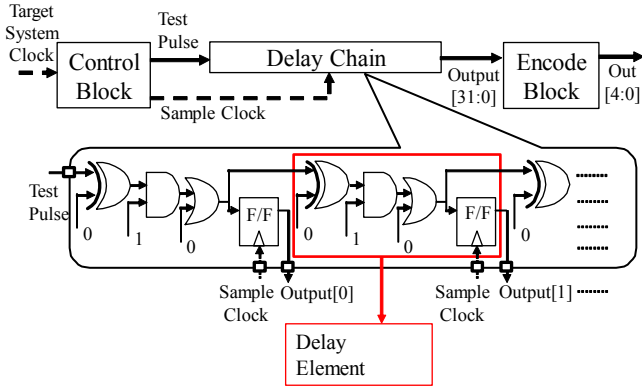 Target
System
Clock
Test
Pulse
Control
Block
Delay Chain
Encode
Block
Output
[31:0]
Out
[4:0]
Sample Clock
Test
Pulse
0
1
0
F/F
0
1
0
F/F
0
........
........
........
........
........
Sample
Clock
Output[0]
Sample
Clock
Output[1]
Delay
Element